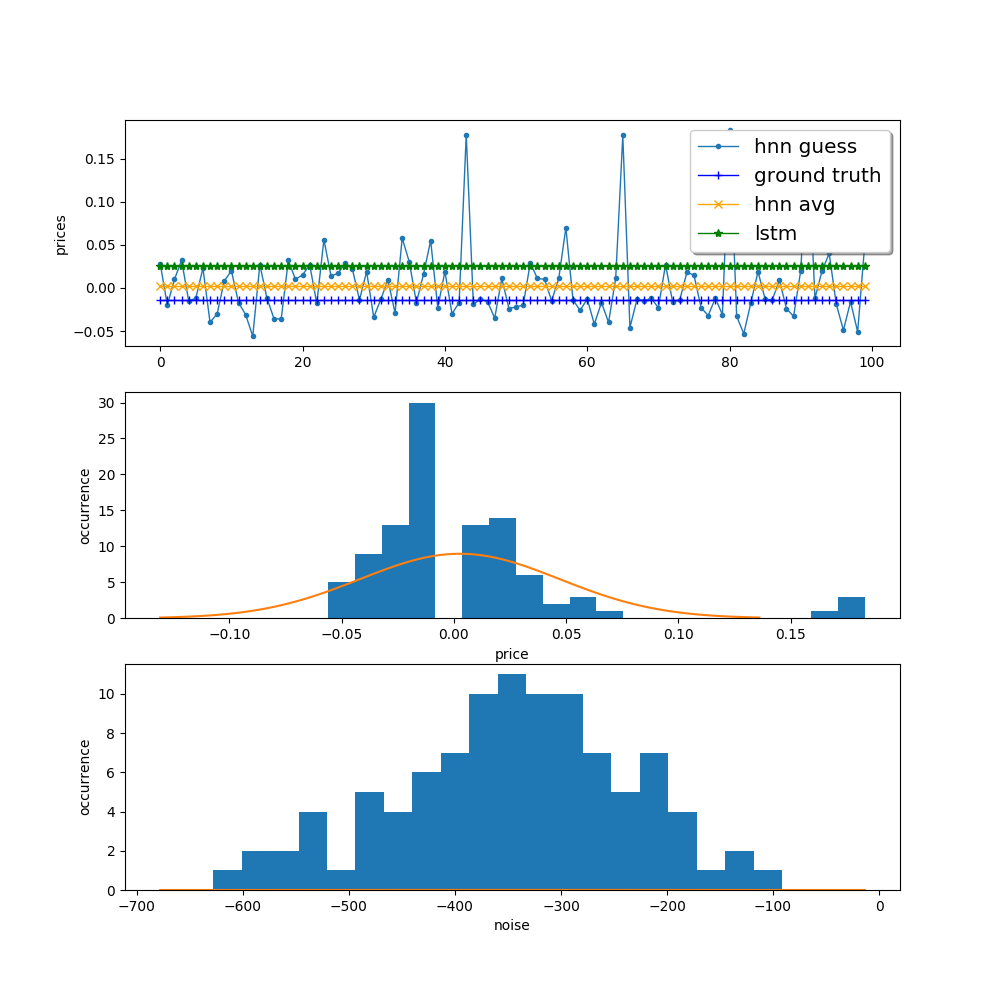 hnn guess
ground truth
hnn avg
lstm
prices
0.15
0.10
0.05
0.00
−0.05
0 20 40 60 80 100
occurrence
30
25
20
15
10
5
0
−0.10 −0.05 0.00 0.05 0.10 0.15
price
occurrence
10
8
6
4
2
0
−700 −600 −500 −400 −300 −200 −100 0
noise